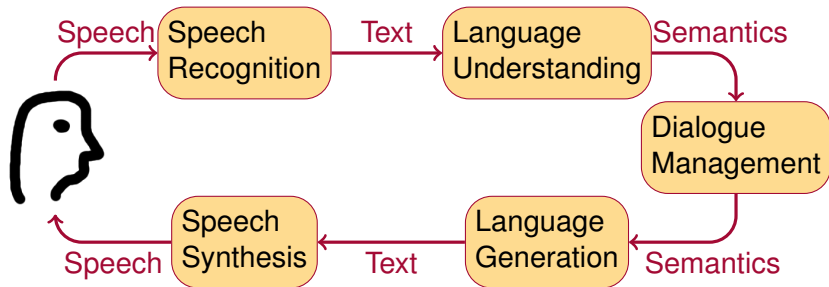 Speech
Speech
Recognition
Text
Language
Understanding
Semantics
Dialogue
Management
Semantics
Language
Generation
Text
Speech
Synthesis
Speech